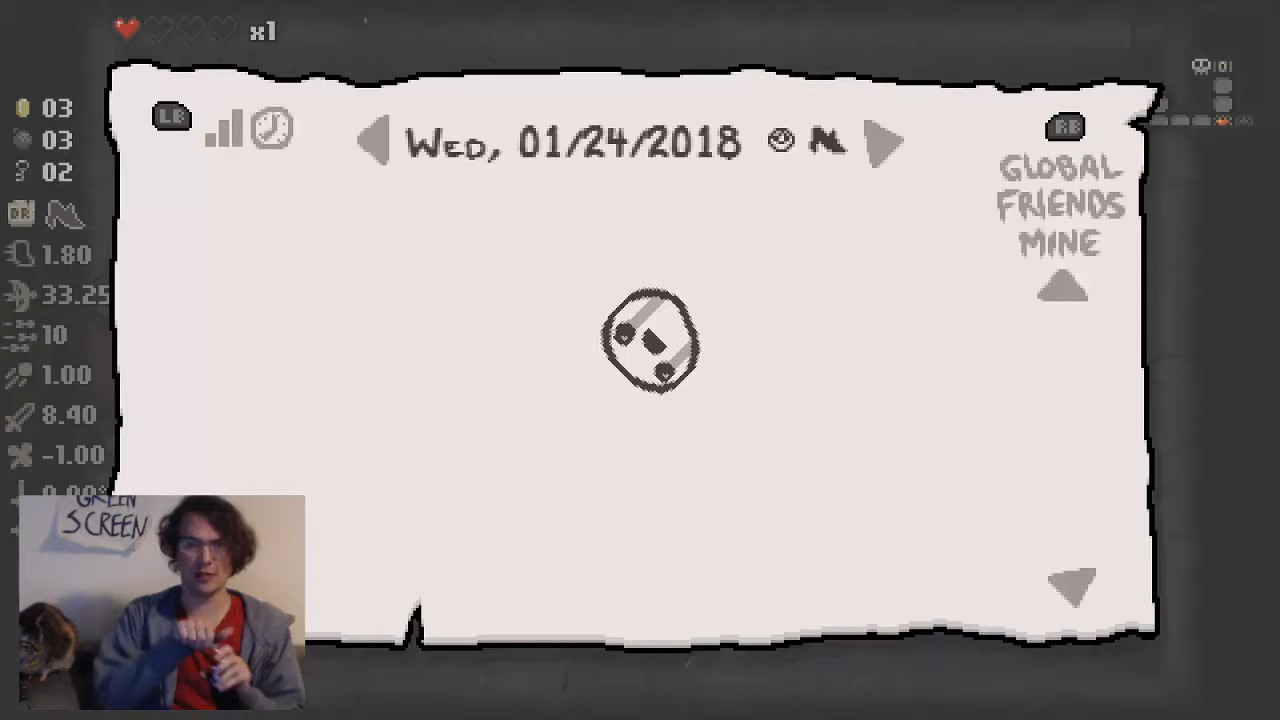 x1
03
LB
WED, 01/24/2018
RB
03
02
GLOBAL
FRIENDS
MINE
DR
1.80
33.25
10
1.00
8.40
-1.00
GREEN
SCREEN